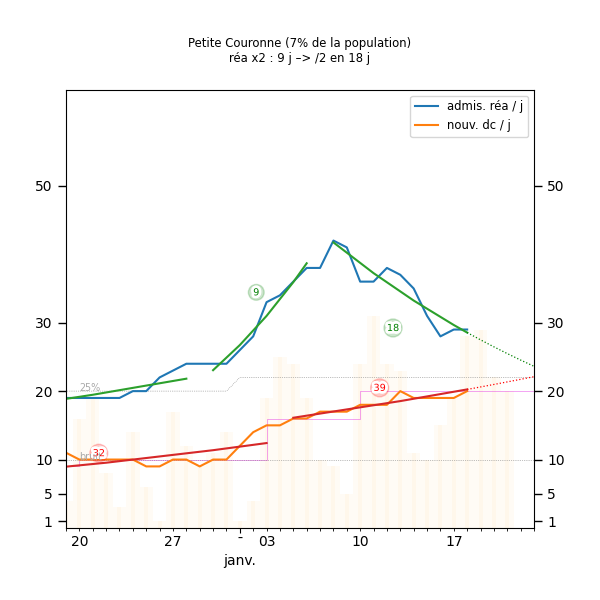 Petite Couronne (7% de la population)
réa x2 : 9 j –> /2 en 18 j
admis. réa / j
nouv. dc / j
50 50
9
30 18 30
25% 39
20 20
32
10 10
5 5
1 1
20 27 - 03 10 17
janv.